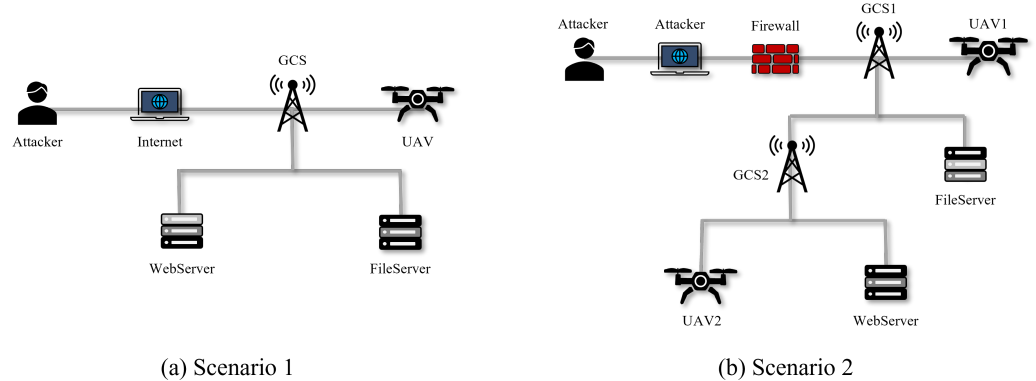 Attacker
Internet
GCS
UAV
WebServer
FileServer
(a) Scenario 1
Attacker
Attacker
Firewall
GCS1
UAV1
GCS2
FileServer
UAV2
WebServer
(b) Scenario 2